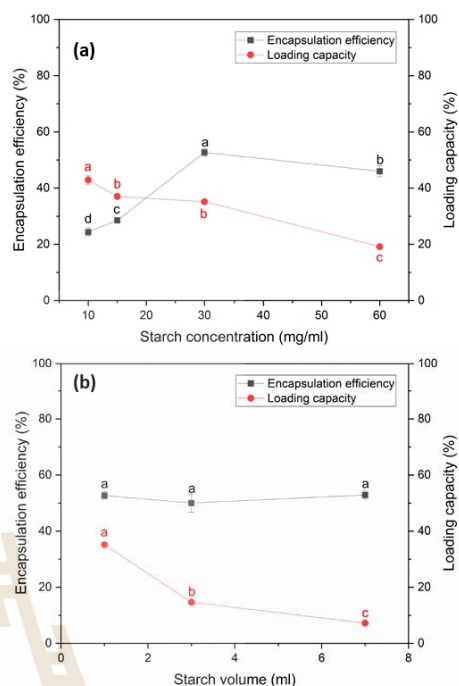 (a)
Encapsulation efficiency
Loading capacity
Encapsulation efficiency (%)
100
80
60
40
20
0
100
80
60
40
20
0
Loading capacity (%)
a
b
a
b
d
c
b
c
10
20
30
40
50
60
Starch concentration (mg/ml)
(b)
Encapsulation efficiency
Loading capacity
Encapsulation efficiency (%)
100
80
60
40
20
0
100
80
60
40
20
0
Loading capacity (%)
a
a
a
a
b
c
0
2
4
6
8
Starch volume (ml)